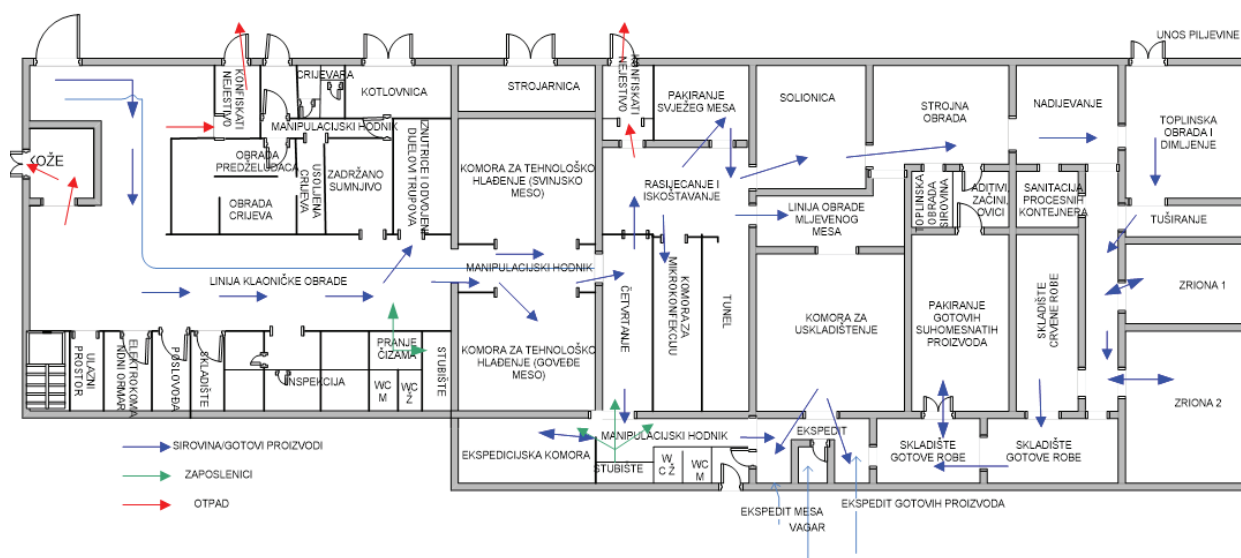 UNOS PILJEVINE
KONFISKATI
NEJESTIVO
CRIJEVARA
KOTLOVNICA
STROJARNICA
KONFISKATI
NEJESTIVO
PAKIRANJE
SVJEŽEG MESA
SOLIONICA
STROJNA
OBRADA
NADIJEVANJE
TOPLINSKA
OBRADA I
DIMLJENJE
MANIPULACIJSKI HODNIK
KOŽE
OBRADA
PREDŽELUDACA
USOLJENA
CRIJEVA
ZADRŽANO
SUMNJIVO
IZNUTRICE I ODVOJENI
DIJELOVI TRUPOVA
KOMORA ZA TEHNOLOŠKO
HLAĐENJE (SVINJSKO
MESO)
RASIJECANJE I
ISKOŠTAVANJE
OBRADA
CRIJEVA
LINIJA OBRADE
MLJEVENOG
MESA
TOPLINSKA
OBRADA
SIROVINA
ADITIVI,
ZAČINI,
OVICI
SANITACIJA
PROCESNIH
KONTEJNERA
TUŠIRANJE
LINIJA KLAONIČKE OBRADE
MANIPULACIJSKI HODNIK
ČETVRTANJE
KOMORA ZA
MIKROKONFEKCIJU
TUNEL
KOMORA ZA
USKLADIŠTENJE
PAKIRANJE
GOTOVIH
SUHOMESNATIH
PROIZVODA
SKLADIŠTE
CRVENE ROBE
ZRIONA 1
ZRIONA 2
ULAZNI
PROSTOR
ELEKTROKOMA
NDNI ORMAR
POSLOVOĐA
SKLADIŠTE
INSPEKCIJA
PRANJE
ČIZAMA
WC
M
WC
Ž
STUBIŠTE
KOMORA ZA TEHNOLOŠKO
HLAĐENJE (GOVEĐE
MESO)
SIROVINA/GOTOVI PROIZVODI
ZAPOSLENICI
OTPAD
EKSPEDICIJSKA KOMORA
MANIPULACIJSKI HODNIK
STUBIŠTE
W
C Ž
WC
M
EKSPEDIT
SKLADIŠTE
GOTOVE ROBE
SKLADIŠTE
GOTOVE ROBE
EKSPEDIT MESA
VAGAR
EKSPEDIT GOTOVIH PROIZVODA